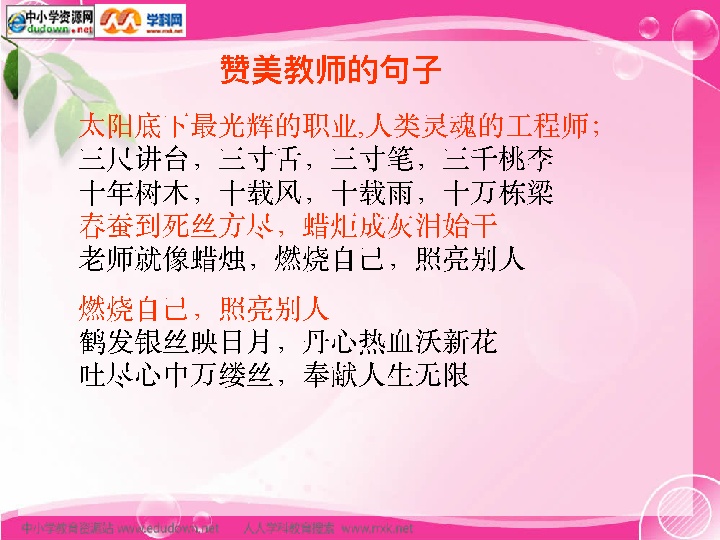 中小学资源网
dudown.net
学科网
www.nxk.net
赞美教师的句子
太阳底下最光辉的职业,人类灵魂的工程师；
三尺讲台，三寸舌，三寸笔，三千桃李
十年树木，十载风，十载雨，十万栋梁
春蚕到死丝方尽，蜡炬成灰泪始干
老师就像蜡烛，燃烧自己，照亮别人
燃烧自己，照亮别人
鹤发银丝映日月，丹心热血沃新花
吐尽心中万缕丝，奉献人生无限
中小学教育资源站 www.edudown.net 人人学科教育搜索 www.rrxk.net